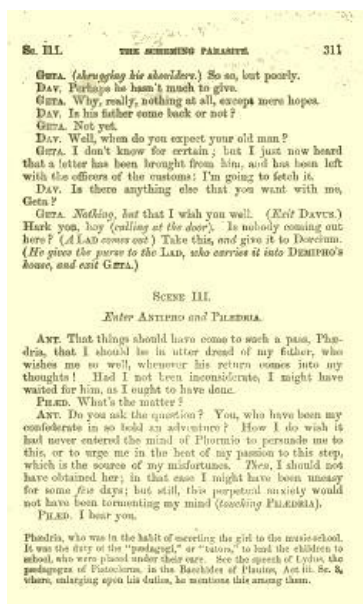 Sc. III.    THE SCHEMING PARASITE.    311
GETA. (shrugging his shoulders.) So so, but poorly.
DAV. Perhaps he hasn't much to give.
GETA. Why, really, nothing at all, except mere hopes.
DAV. Is his father come back or not?
GETA. Not yet.
DAV. Well, when do you expect your old man?
GETA. I don't know for certain; but I just now heard
that a letter has been brought from him, and has been left
with the officers of the customs: I'm going to fetch it.
DAV. Is there anything else that you want with me,
Geta?
GETA. Nothing, but that I wish you well. (Exit DAVUS.)
Hark you, boy (calling at the door). Is nobody coming out
here? (A LAD comes out.) Take this, and give it to Dorcium.
(He gives the purse to the LAD, who carries it into DEMIPHO'S
house, and exit GETA.)
SCENE III.
Enter ANTIPHO and PHÆDRIA.
ANT. That things should have come to such a pass, Phæ-
dria, that I should be in utter dread of my father, who
wishes me so well, whenever his return comes into my
thoughts! Had I not been inconsiderate, I might have
waited for him, as I ought to have done.
PHÆD. What's the matter?
ANT. Do you ask the question? You, who have been my
confederate in so bold an adventure? How I do wish it
had never entered the mind of Phormio to persuade me to
this, or to urge me in the heat of my passion to this step,
which is the source of my misfortunes. Then, I should not
have obtained her; in that case I might have been uneasy
for some few days; but still, this perpetual anxiety would
not have been tormenting my mind (touching PHÆDRIA).
PHÆD. I hear you.
Phædria, who was in the habit of escorting the girl to the music-school.
It was the duty of the "pædagogi," or "tutors," to lead the children to
school, who were placed under their care. See the speech of Lydus, the
pædagogus of Pistoclerus, in the Bacchides of Plautus, Act iii. Sc. 3,
where, enlarging upon his duties, he mentions this among them.